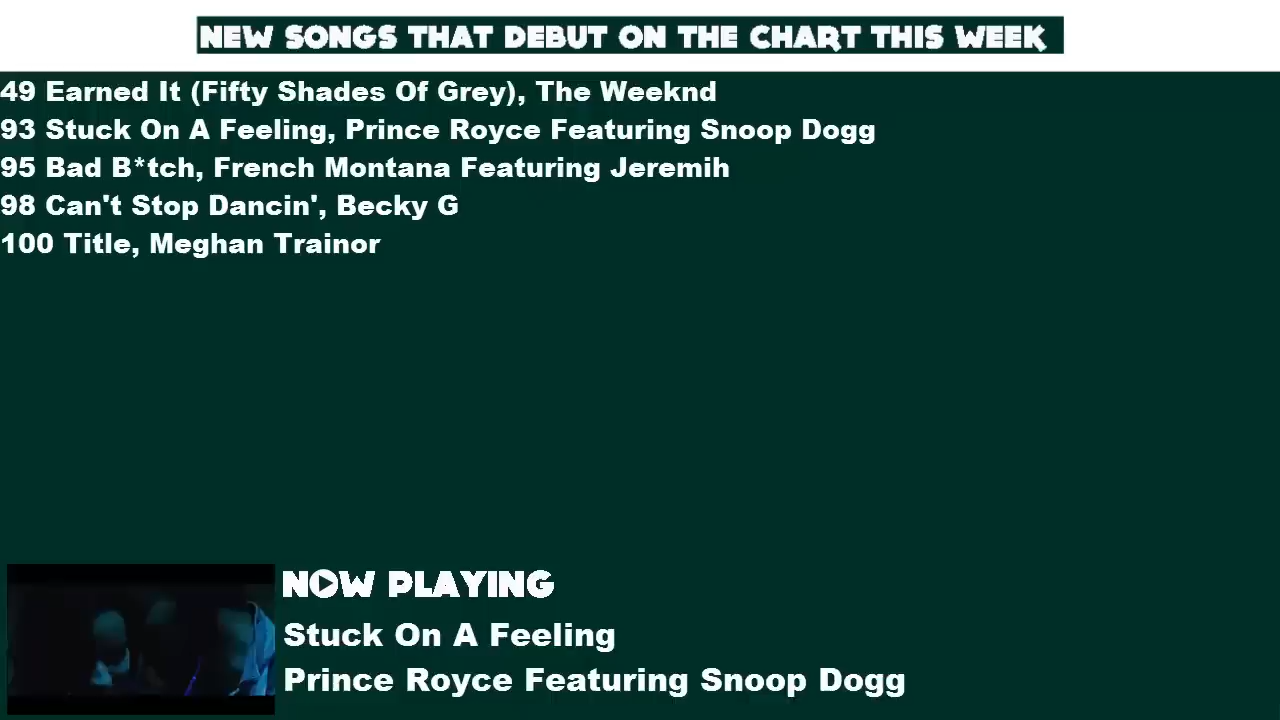 NEW SONGS THAT DEBUT ON THE CHART THIS WEEK
49 Earned It (Fifty Shades Of Grey), The Weeknd
93 Stuck On A Feeling, Prince Royce Featuring Snoop Dogg
95 Bad B*tch, French Montana Featuring Jeremih
98 Can't Stop Dancin', Becky G
100 Title, Meghan Trainor
NOW PLAYING
Stuck On A Feeling
Prince Royce Featuring Snoop Dogg